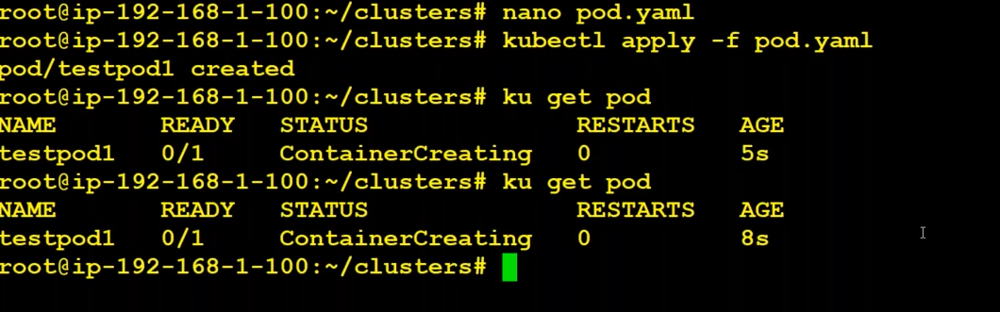 root@ip-192-168-1-100:~/clusters# nano pod.yaml
root@ip-192-168-1-100:~/clusters# kubectl apply -f pod.yaml
pod/testpod1 created
root@ip-192-168-1-100:~/clusters# ku get pod
NAME READY STATUS RESTARTS AGE
testpod1 0/1 ContainerCreating 0 5s
root@ip-192-168-1-100:~/clusters# ku get pod
NAME READY STATUS RESTARTS AGE
testpod1 0/1 ContainerCreating 0 8s
root@ip-192-168-1-100:~/clusters#